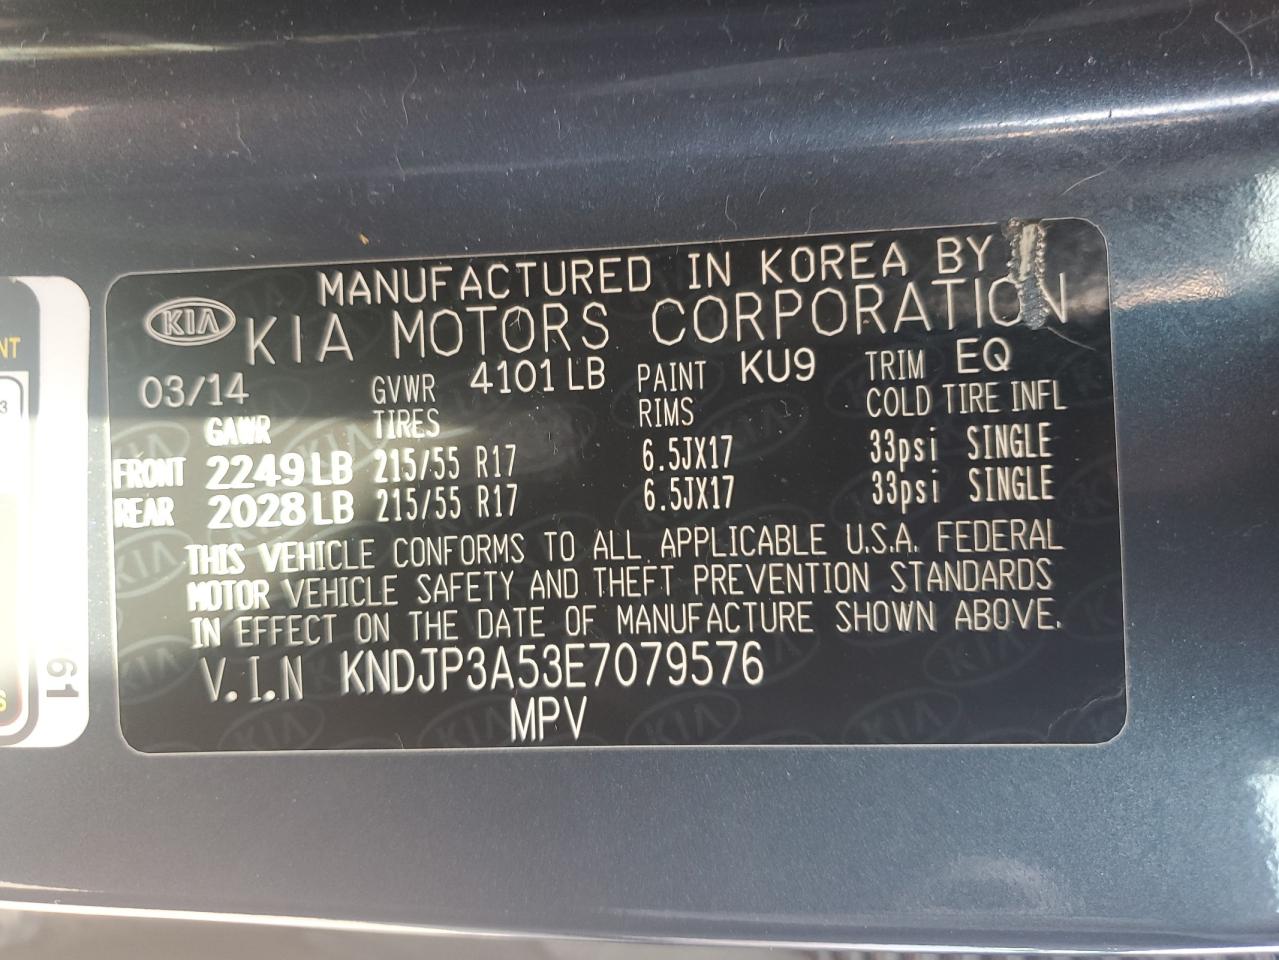 MANUFACTURED IN KOREA BY
KIA KIA MOTORS CORPORATION
03/14 GVWR 4101 LB PAINT KU9 TRIM EQ
GAWR TIRES RIMS COLD TIRE INFL
FRONT 2249 LB 215/55 R17 6.5JX17 33psi SINGLE
REAR 2028 LB 215/55 R17 6.5JX17 33psi SINGLE
THIS VEHICLE CONFORMS TO ALL APPLICABLE U.S.A. FEDERAL
MOTOR VEHICLE SAFETY AND THEFT PREVENTION STANDARDS
IN EFFECT ON THE DATE OF MANUFACTURE SHOWN ABOVE.
V.I.N KNDJP3A53E7079576
MPV
61